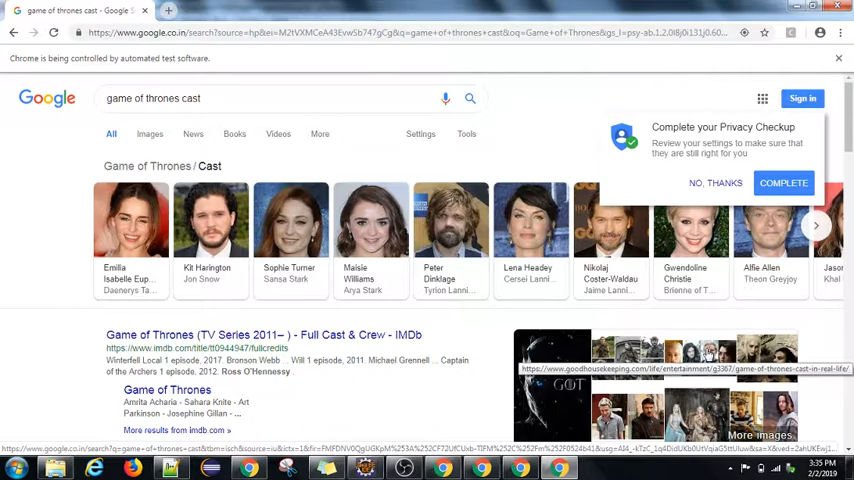 game of thrones cast - Google S
https://www.google.co.in/search?source=hp&ei=M2tVXMCeA43EvwSb747gCg&q=game+of+thrones+cast&oq=Game+of+Thrones&gs_l=psy-ab.1.2.0l8j0i131j0.60
Chrome is being controlled by automated test software.
Google
game of thrones cast
Sign in
All Images News Books Videos More Settings Tools
Complete your Privacy Checkup
Review your settings to make sure that
they are still right for you
NO, THANKS COMPLETE
Game of Thrones / Cast
Emilia
Isabelle Eup...
Daenerys Ta...
Kit Harington
Jon Snow
Sophie Turner
Sansa Stark
Maisie
Williams
Arya Stark
Peter
Dinklage
Tyrion Lanni...
Lena Headey
Cersei Lanni...
Nikolaj
Coster-Waldau
Jaime Lanni...
Gwendoline
Christie
Brienne of T...
Alfie Allen
Theon Greyjoy
Jason
Khal
Game of Thrones (TV Series 2011– ) - Full Cast & Crew - IMDb
https://www.imdb.com/title/tt0944947/fullcredits
Winterfell Local 1 episode, 2017. Bronson Webb ... Will 1 episode, 2011. Michael Grennell ... Captain
of the Archers 1 episode, 2012. Ross O'Hennessy
Game of Thrones
Amrita Acharia - Sahara Knite - Art
Parkinson - Josephine Gillan - ...
More results from imdb.com »
GOT
https://www.goodhousekeeping.com/life/entertainment/g3367/game-of-thrones-cast-in-real-life/
More images
3:35 PM
2/2/2019